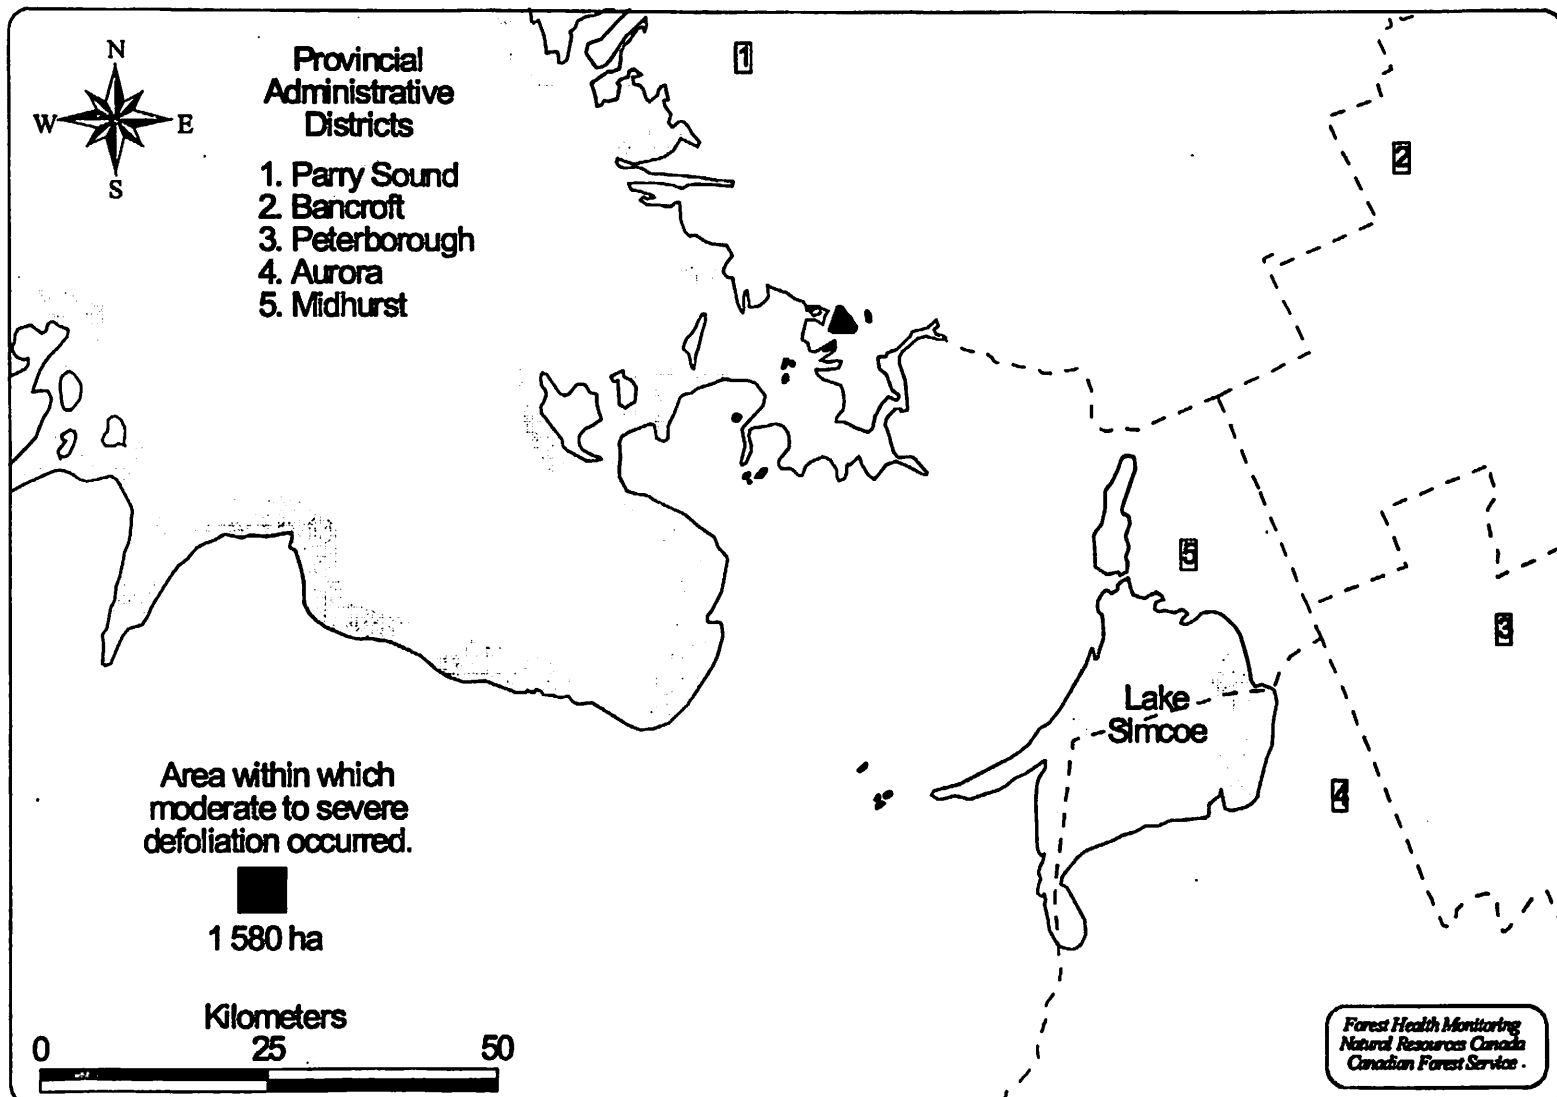 N
W E
S
Provincial
Administrative
Districts
1. Parry Sound
2. Bancroft
3. Peterborough
4. Aurora
5. Midhurst
1
2
5
3
Lake
Simcoe
4
Area within which
moderate to severe
defoliation occurred.
1 580 ha
Kilometers
0 25 50
Forest Health Monitoring
Natural Resources Canada
Canadian Forest Service